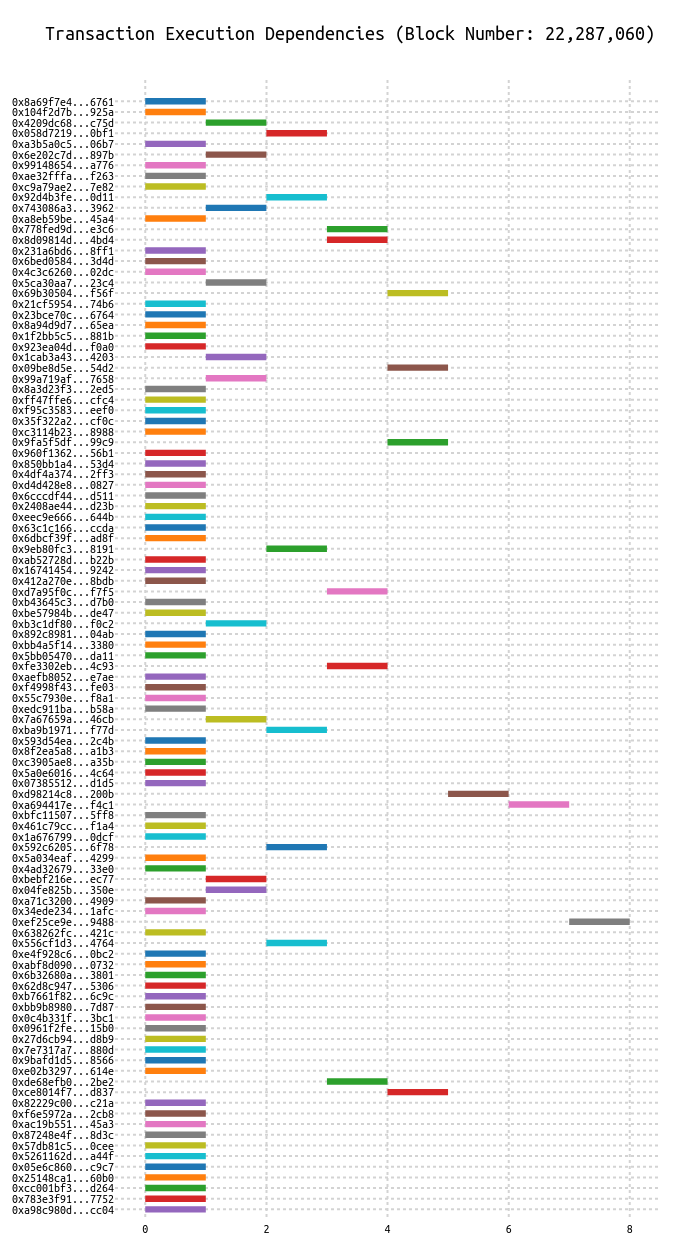 Transaction Execution Dependencies (Block Number: 22,287,060)
0x8a69f7e4...6761
0x104f2d7b...925a
0x4209dc68...c75d
0x058d7219...0bf1
0xa3b5a0c5...06b7
0x6e202c7d...897b
0x99148654...a776
0xae32fffa...f263
0xc9a79ae2...7e82
0x92d4b3fe...0d11
0x743086a3...3962
0xa8eb59be...45a4
0x778fed9d...e3c6
0x8d09814d...4bd4
0x231a6bd6...8ff1
0x6bed0584...3d4d
0x4c3c6260...02dc
0x5ca30aa7...23c4
0x69b30504...f56f
0x21cf5954...74b6
0x23bce70c...6764
0x8a94d9d7...65ea
0x1f2bb5c5...881b
0x923ea04d...f0a0
0x1cab3a43...4203
0x09be8d5e...54d2
0x99a719af...7658
0x8a3d23f3...2ed5
0xff47ffe6...cfc4
0xf95c3583...eef0
0x35f322a2...cf0c
0xc3114b23...8988
0x9fa5f5df...99c9
0x960f1362...56b1
0x850bb1a4...53d4
0x4df4a374...2ff3
0xd4d428e8...0827
0x6cccdf44...d511
0x2408ae44...d23b
0xeec9e666...644b
0x63c1c166...ccda
0x6dbcf39f...ad8f
0x9eb80fc3...8191
0xab52728d...b22b
0x16741454...9242
0x412a270e...8bdb
0xd7a95f0c...f7f5
0xb43645c3...d7b0
0xbe57984b...de47
0xb3c1df80...f0c2
0x892c8981...04ab
0xbb4a5f14...3380
0x5bb05470...da11
0xfe3302eb...4c93
0xaefb8052...e7ae
0xf4998f43...fe03
0x55c7930e...f8a1
0xedc911ba...b58a
0x7a67659a...46cb
0xba9b1971...f77d
0x593d54ea...2c4b
0x8f2ea5a8...a1b3
0xc3905ae8...a35b
0x5a0e6016...4c64
0x07385512...d1d5
0xd98214c8...200b
0xa694417e...f4c1
0xbfc11507...5ff8
0x461c79cc...f1a4
0x1a676799...0dcf
0x592c6205...6f78
0x5a034eaf...4299
0x4ad32679...33e0
0xbebf216e...ec77
0x04fe825b...350e
0xa71c3200...4909
0x34ede234...1afc
0xef25ce9e...9488
0x638262fc...421c
0x556cf1d3...4764
0xe4f928c6...0bc2
0xabf8d090...0732
0x6b32680a...3801
0x62d8c947...5306
0xb7661f82...6c9c
0xbb9b8980...7d87
0x0c4b331f...3bc1
0x0961f2fe...15b0
0x27d6cb94...d8b9
0x7e7317a7...880d
0x9bafd1d5...8566
0xe02b3297...614e
0xde68efb0...2be2
0xce8014f7...d837
0x82229c00...c21a
0xf6e5972a...2cb8
0xac19b551...45a3
0x87248e4f...8d3c
0x57db81c5...0cee
0x5261162d...a44f
0x05e6c860...c9c7
0x25148ca1...60b0
0xcc001bf3...d264
0x783e3f91...7752
0xa98c980d...cc04
0 2 4 6 8